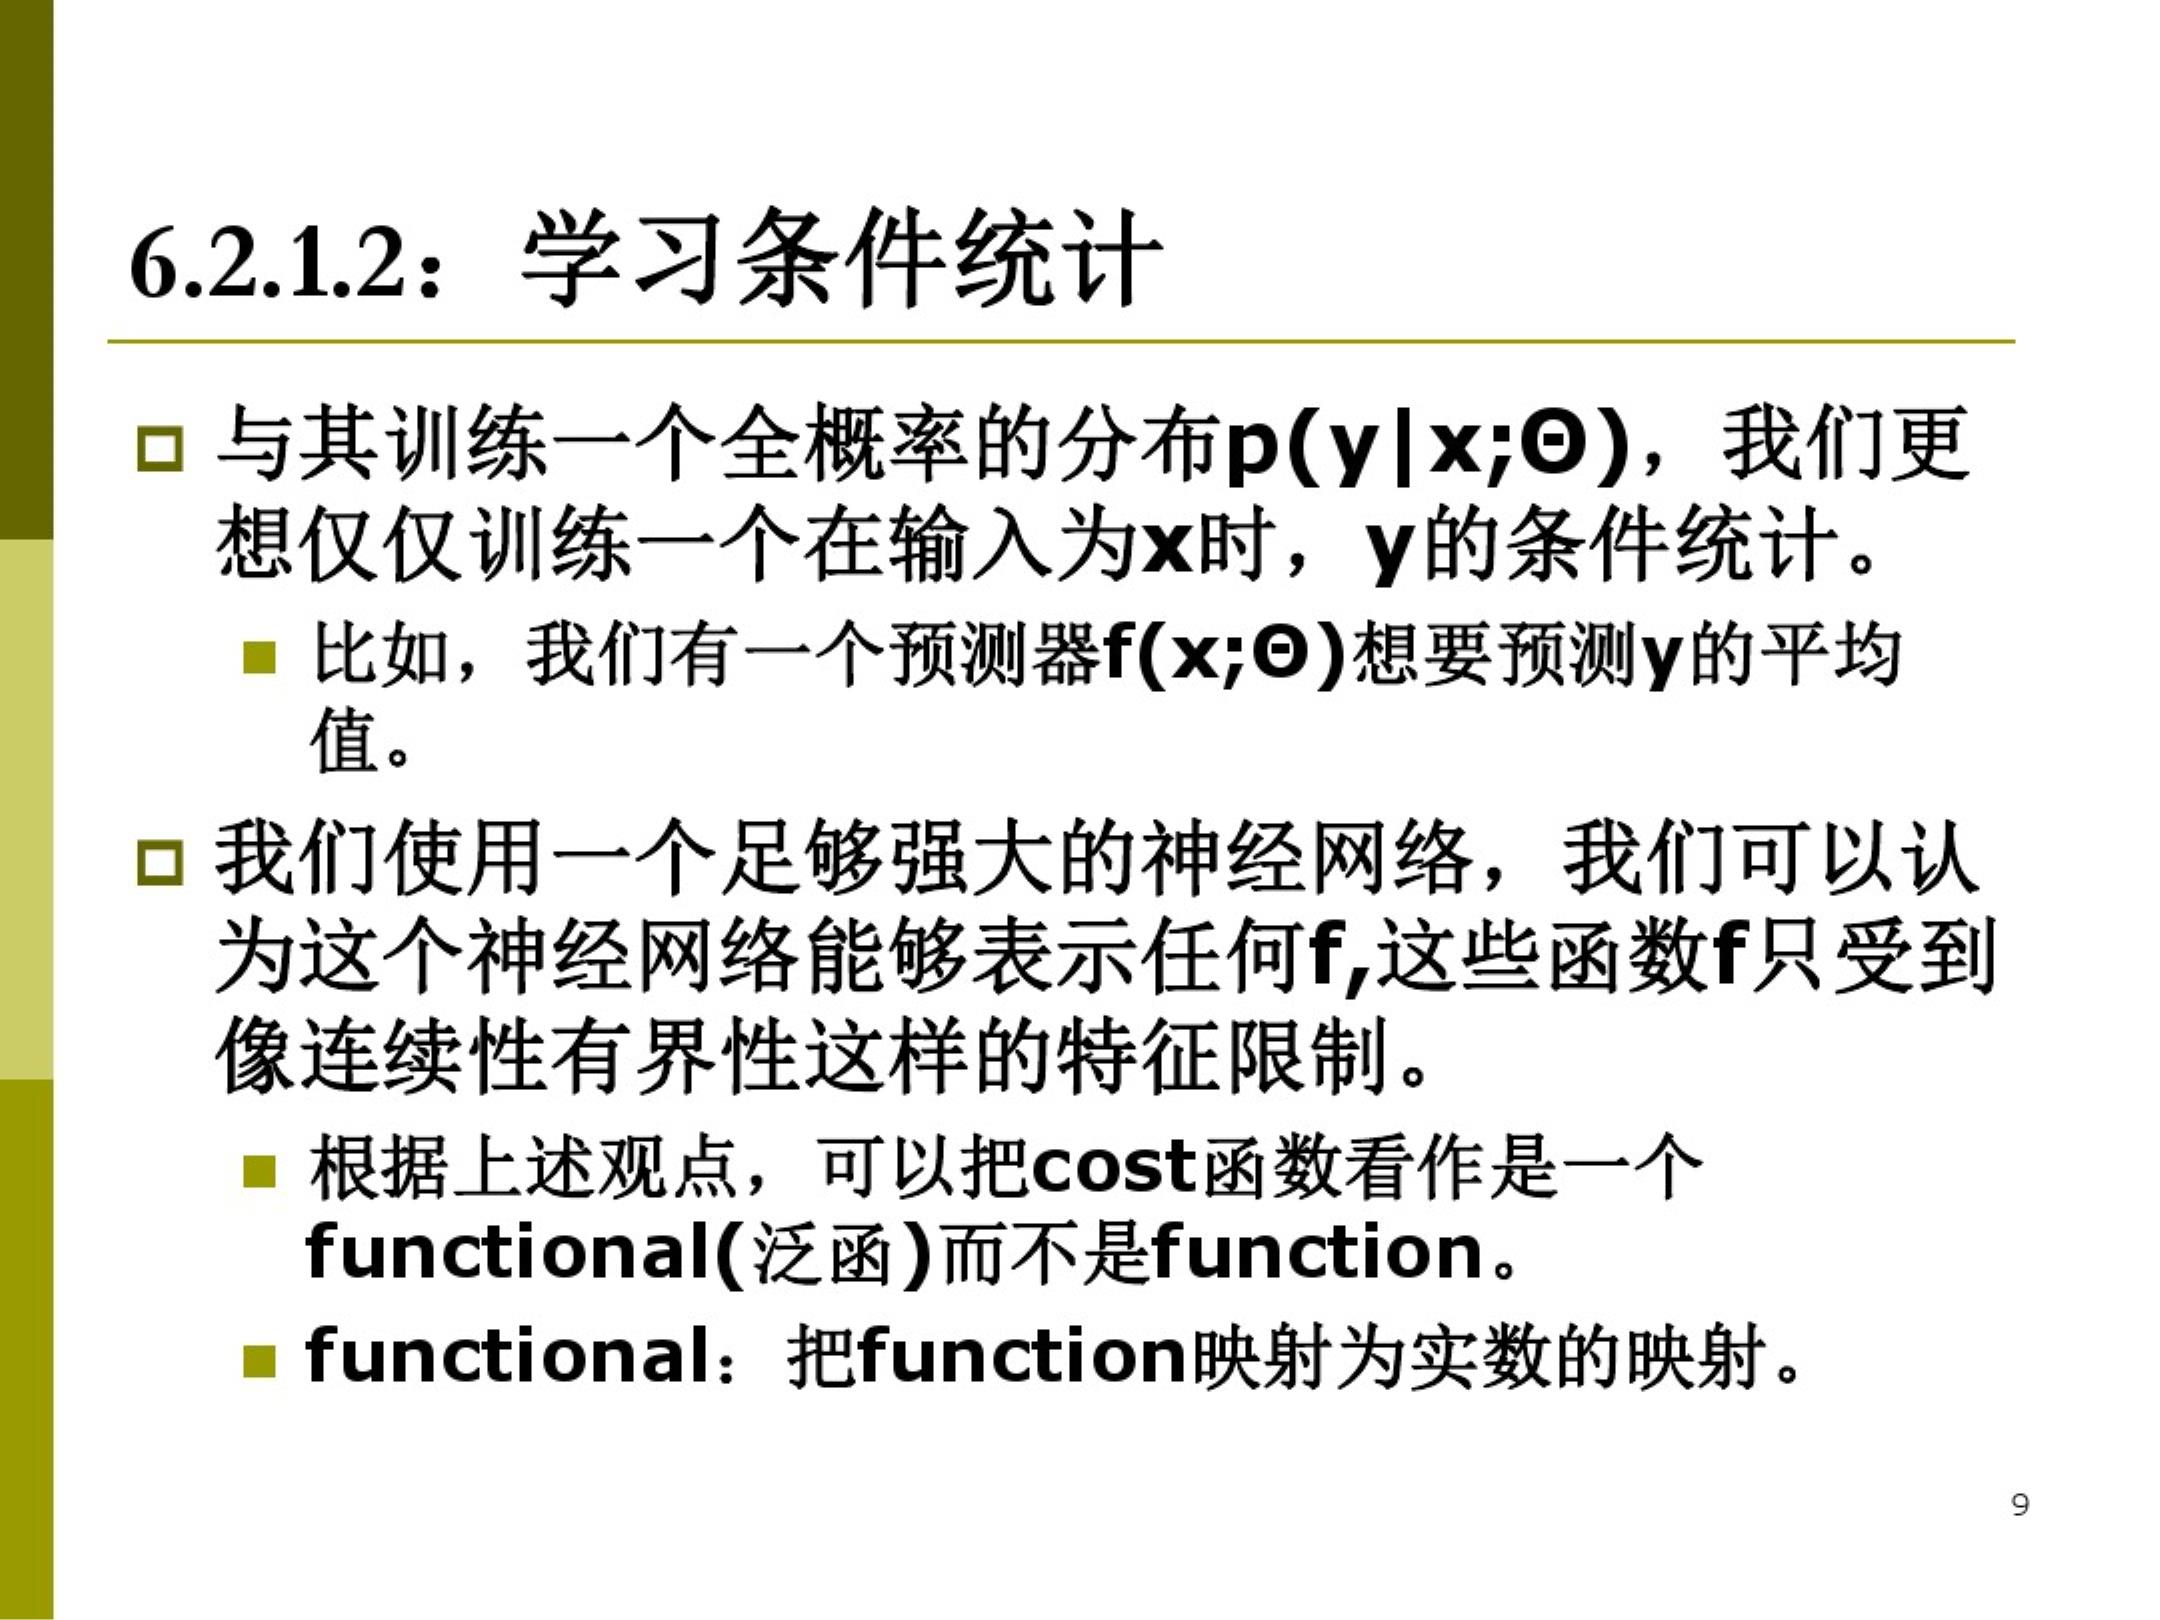 6.2.1.2：学习条件统计
与其训练一个全概率的分布p(y|x;Θ)，我们更
想仅仅训练一个在输入为x时，y的条件统计。
比如，我们有一个预测器f(x;Θ)想要预测y的平均
值。
我们使用一个足够强大的神经网络，我们可以认
为这个神经网络能够表示任何f,这些函数f只受到
像连续性有界性这样的特征限制。
根据上述观点，可以把cost函数看作是一个
functional(泛函)而不是function。
functional：把function映射为实数的映射。
9